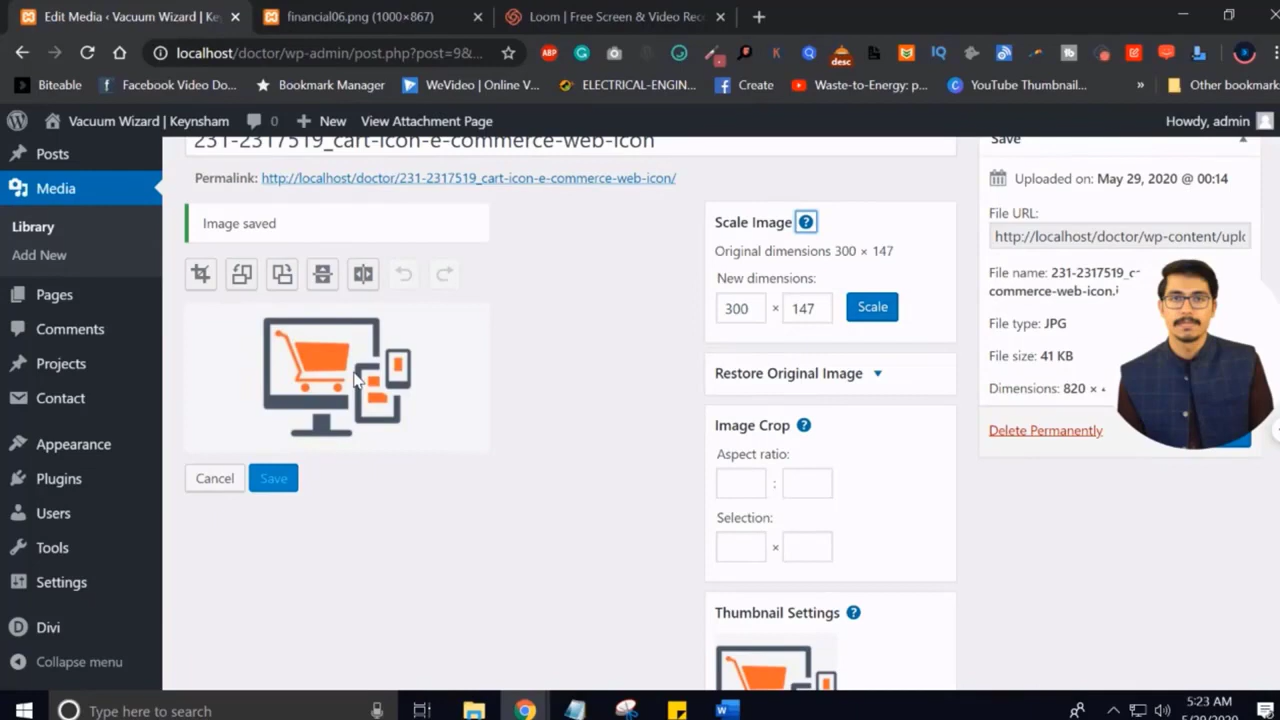 Edit Media ‹ Vacuum Wizard | Key
financial06.png (1000×867)
Loom | Free Screen & Video Rec
localhost/doctor/wp-admin/post.php?post=9&...
ABP
desc
IQ
Biteable
Facebook Video Do...
Bookmark Manager
WeVideo | Online V...
ELECTRICAL-ENGIN...
Create
Waste-to-Energy: p...
YouTube Thumbnail...
»
Other bookmark
Vacuum Wizard | Keynsham
0
New
View Attachment Page
Howdy, admin
Posts
Media
Library
Add New
Pages
Comments
Projects
Contact
Appearance
Plugins
Users
Tools
Settings
Divi
Collapse menu
231-2317519_cart-icon-e-commerce-web-icon
Permalink: http://localhost/doctor/231-2317519_cart-icon-e-commerce-web-icon/
Image saved
Cancel
Save
Scale Image ?
Original dimensions 300 × 147
New dimensions:
300 × 147 Scale
Restore Original Image
Image Crop ?
Aspect ratio:
:
Selection:
×
Thumbnail Settings ?
Save
Uploaded on: May 29, 2020 @ 00:14
File URL:
http://localhost/doctor/wp-content/uplo
File name: 231-2317519_c
commerce-web-icon.
File type: JPG
File size: 41 KB
Dimensions: 820 ×
Delete Permanently
Type here to search
5:23 AM